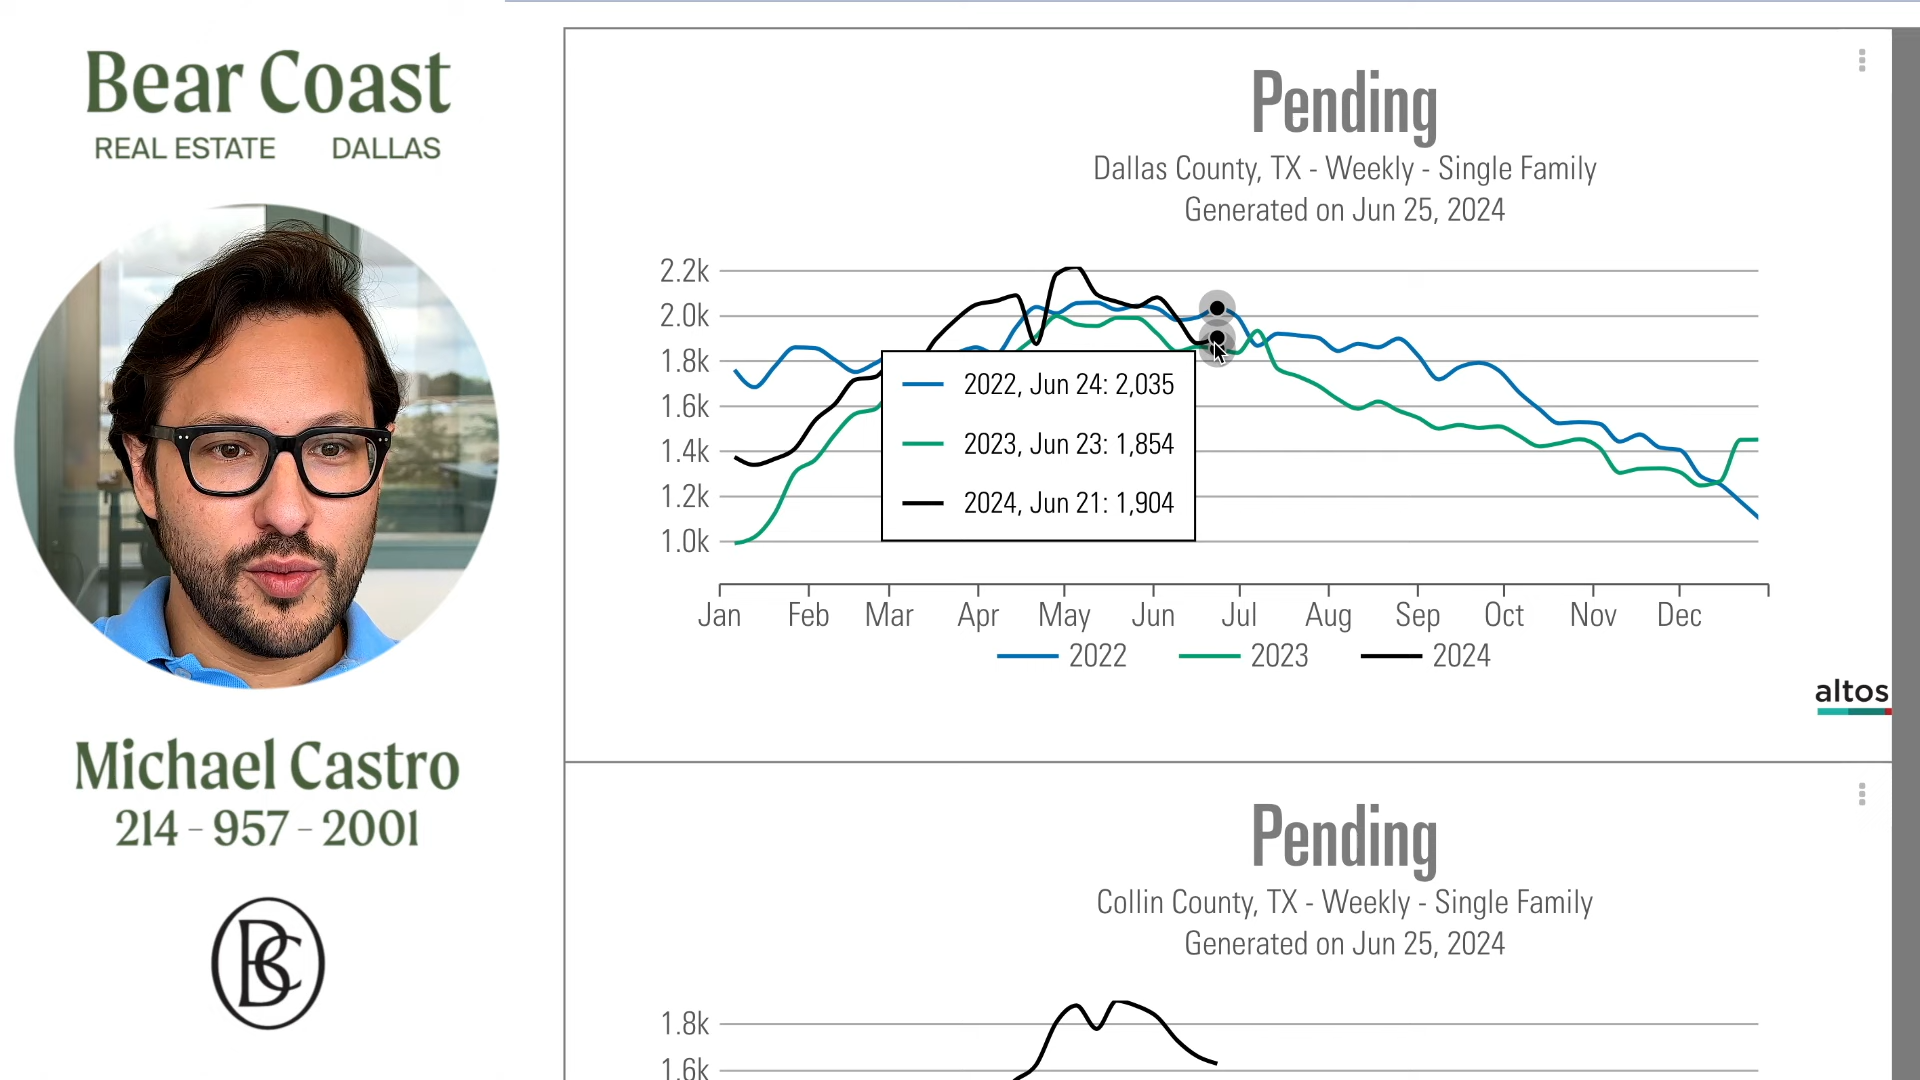 Bear Coast
REAL ESTATE DALLAS
Michael Castro
214 - 957 - 2001
BC
Pending
Dallas County, TX - Weekly - Single Family
Generated on Jun 25, 2024
2.2k
2.0k
1.8k
1.6k
1.4k
1.2k
1.0k
2022, Jun 24: 2,035
2023, Jun 23: 1,854
2024, Jun 21: 1,904
Jan Feb Mar Apr May Jun Jul Aug Sep Oct Nov Dec
2022 2023 2024
altos
Pending
Collin County, TX - Weekly - Single Family
Generated on Jun 25, 2024
1.8k
1.6k